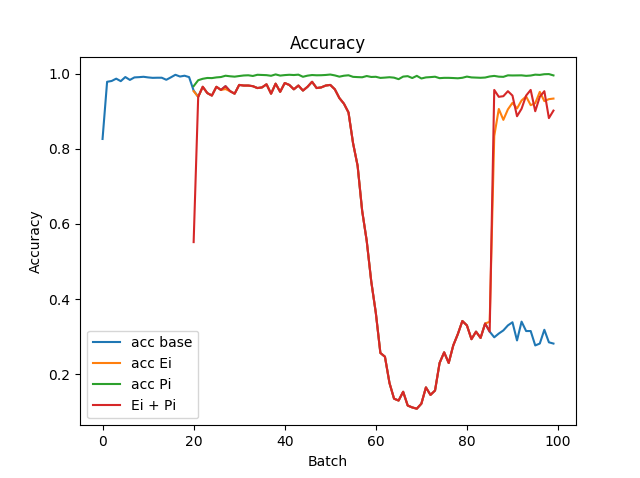 Accuracy
1.0
0.8
0.6
0.4
0.2
Accuracy
acc base
acc Ei
acc Pi
Ei + Pi
0 20 40 60 80 100
Batch